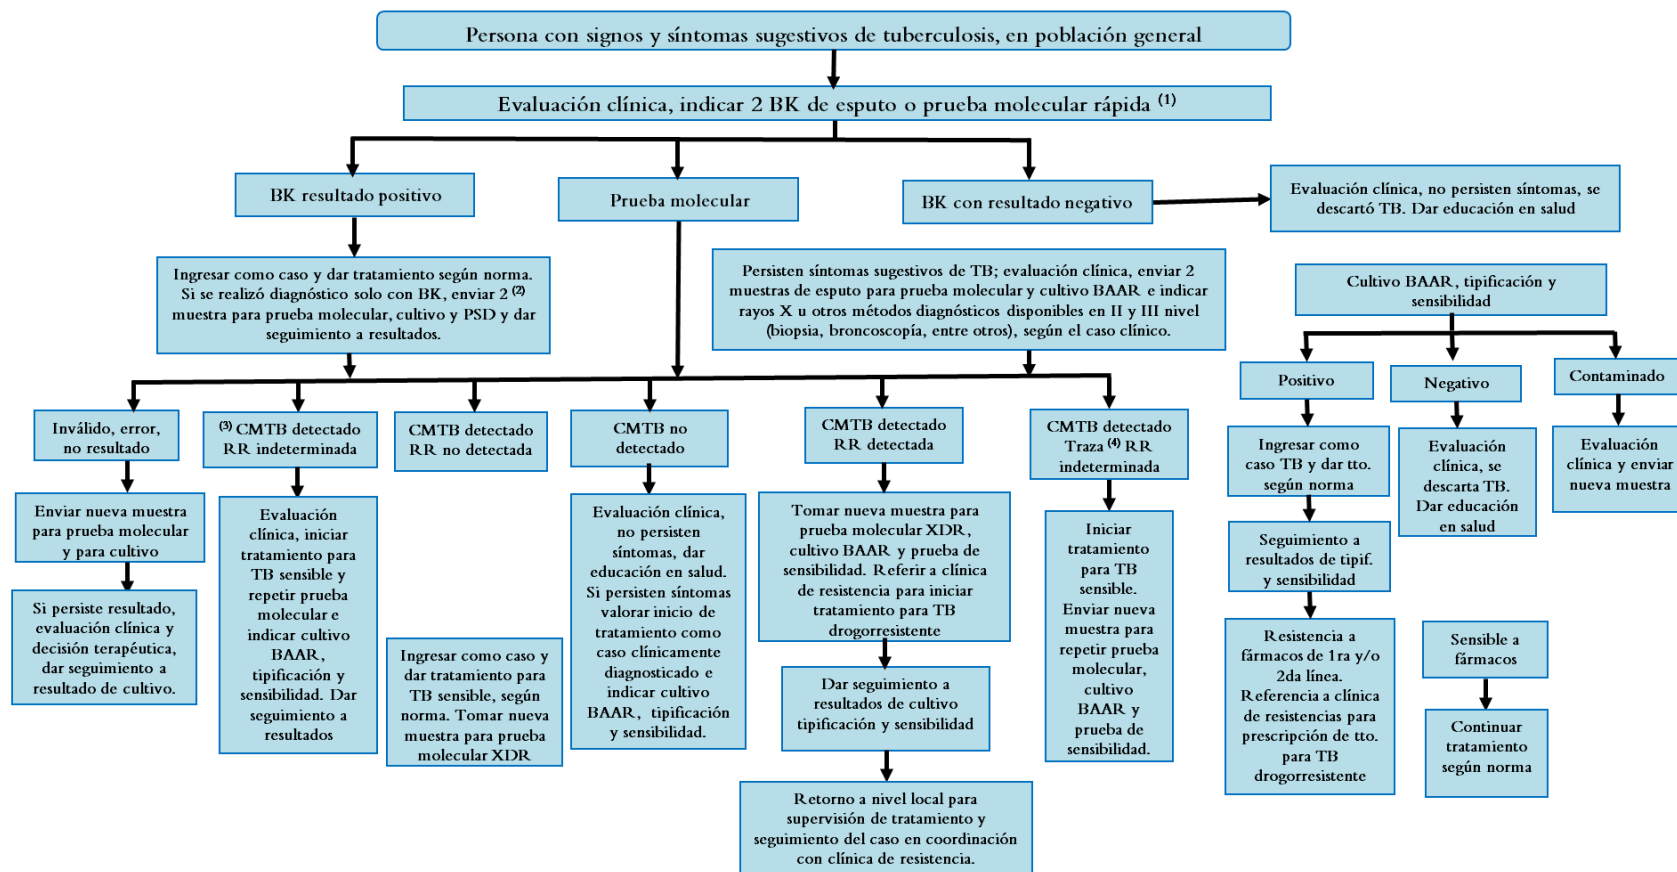 Persona con signos y síntomas sugestivos de tuberculosis, en población general
Evaluación clínica, indicar 2 BK de esputo o prueba molecular rápida (1)
BK resultado positivo
Prueba molecular
BK con resultado negativo
Evaluación clínica, no persisten síntomas, se
descartó TB. Dar educación en salud
Ingresar como caso y dar tratamiento según norma.
Si se realizó diagnóstico solo con BK, enviar 2 (2)
muestra para prueba molecular, cultivo y PSD y dar
seguimiento a resultados.
Persisten síntomas sugestivos de TB; evaluación clínica, enviar 2
muestras de esputo para prueba molecular y cultivo BAAR e indicar
rayos X u otros métodos diagnósticos disponibles en II y III nivel
(biopsia, broncoscopía, entre otros), según el caso clínico.
Cultivo BAAR, tipificación y
sensibilidad
Inválido, error,
no resultado
Enviar nueva muestra
para prueba molecular
y para cultivo
Si persiste resultado,
evaluación clínica y
decisión terapéutica,
dar seguimiento a
resultado de cultivo.
(3) CMTB detectado
RR indeterminada
Evaluación
clínica, iniciar
tratamiento para
TB sensible y
repetir prueba
molecular e
indicar cultivo
BAAR,
tipificación y
sensibilidad. Dar
seguimiento a
resultados
CMTB detectado
RR no detectada
Ingresar como caso y
dar tratamiento para
TB sensible, según
norma. Tomar nueva
muestra para prueba
molecular XDR
CMTB no
detectado
Evaluación clínica,
no persisten
síntomas, dar
educación en salud.
Si persisten síntomas
valorar inicio de
tratamiento como
caso clínicamente
diagnosticado e
indicar cultivo
BAAR, tipificación
y sensibilidad.
CMTB detectado
RR detectada
Tomar nueva muestra para
prueba molecular XDR,
cultivo BAAR y prueba de
sensibilidad. Referir a clínica
de resistencia para iniciar
tratamiento para TB
drogorresistente
Dar seguimiento a
resultados de cultivo
tipificación y sensibilidad
Retorno a nivel local para
supervisión de tratamiento y
seguimiento del caso en coordinación
con clínica de resistencia.
CMTB detectado
Traza (4) RR
indeterminada
Iniciar
tratamiento
para TB
sensible.
Enviar nueva
muestra para
repetir prueba
molecular,
cultivo
BAAR y
prueba de
sensibilidad.
Positivo
Ingresar como
caso TB y dar tto.
según norma
Seguimiento a
resultados de tipif.
y sensibilidad
Resistencia a
fármacos de 1ra y/o
2da línea.
Referencia a clínica
de resistencias para
prescripción de tto.
para TB
drogorresistente
Negativo
Evaluación
clínica, se
descarta TB.
Dar educación
en salud
Sensible a
fármacos
Continuar
tratamiento
según norma
Contaminado
Evaluación
clínica y enviar
nueva muestra